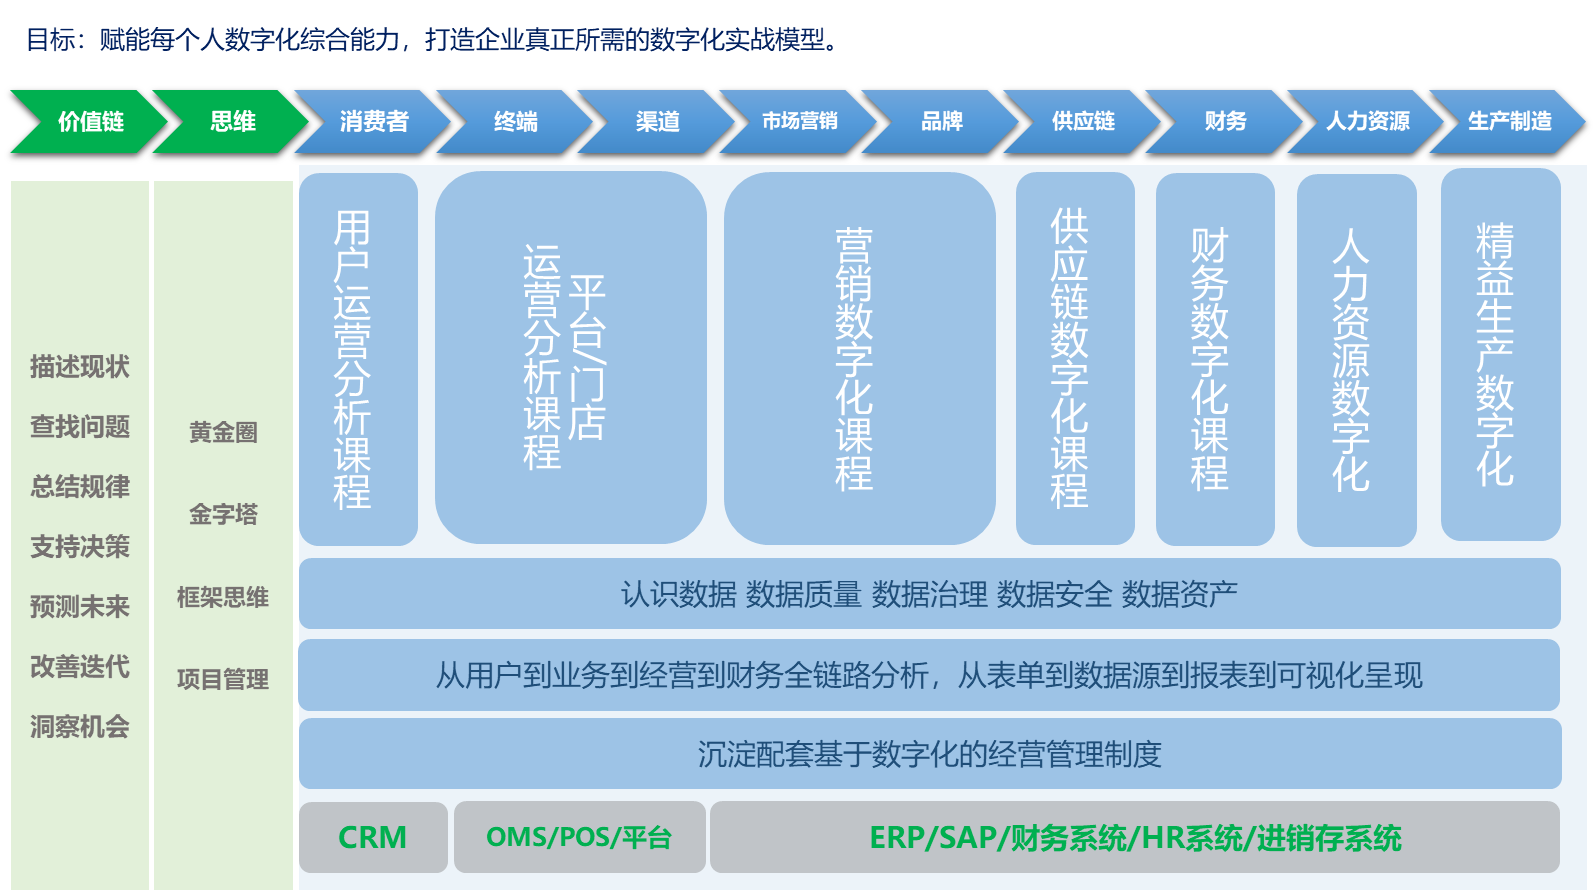 目标：赋能每个人数字化综合能力，打造企业真正所需的数字化实战模型。
价值链
思维
消费者
终端
渠道
市场营销
品牌
供应链
财务
人力资源
生产制造
描述现状
查找问题
总结规律
支持决策
预测未来
改善迭代
洞察机会
黄金圈
金字塔
框架思维
项目管理
用户运营分析课程
平台/门店
运营分析课程
营销数字化课程
供应链数字化课程
财务数字化课程
人力资源数字化
精益生产数字化
认识数据 数据质量 数据治理 数据安全 数据资产
从用户到业务到经营到财务全链路分析，从表单到数据源到报表到可视化呈现
沉淀配套基于数字化的经营管理制度
CRM
OMS/POS/平台
ERP/SAP/财务系统/HR系统/进销存系统